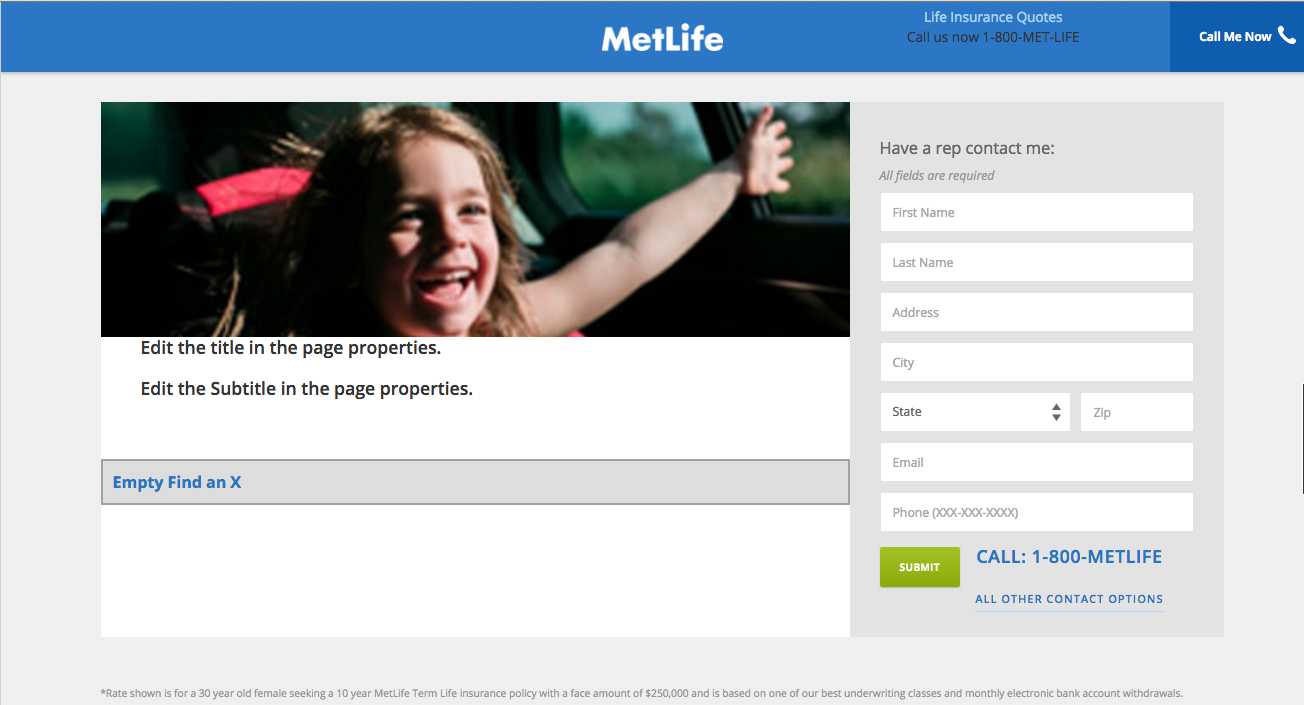 MetLife
Life Insurance Quotes
Call us now 1-800-MET-LIFE
Call Me Now
Edit the title in the page properties.
Edit the Subtitle in the page properties.
Empty Find an X
Have a rep contact me:
All fields are required
First Name
Last Name
Address
City
State
Zip
Email
Phone (XXX-XXX-XXXX)
SUBMIT
CALL: 1-800-METLIFE
ALL OTHER CONTACT OPTIONS
*Rate shown is for a 30 year old female seeking a 10 year MetLife Term Life insurance policy with a face amount of $250,000 and is based on one of our best underwriting classes and monthly electronic bank account withdrawals.